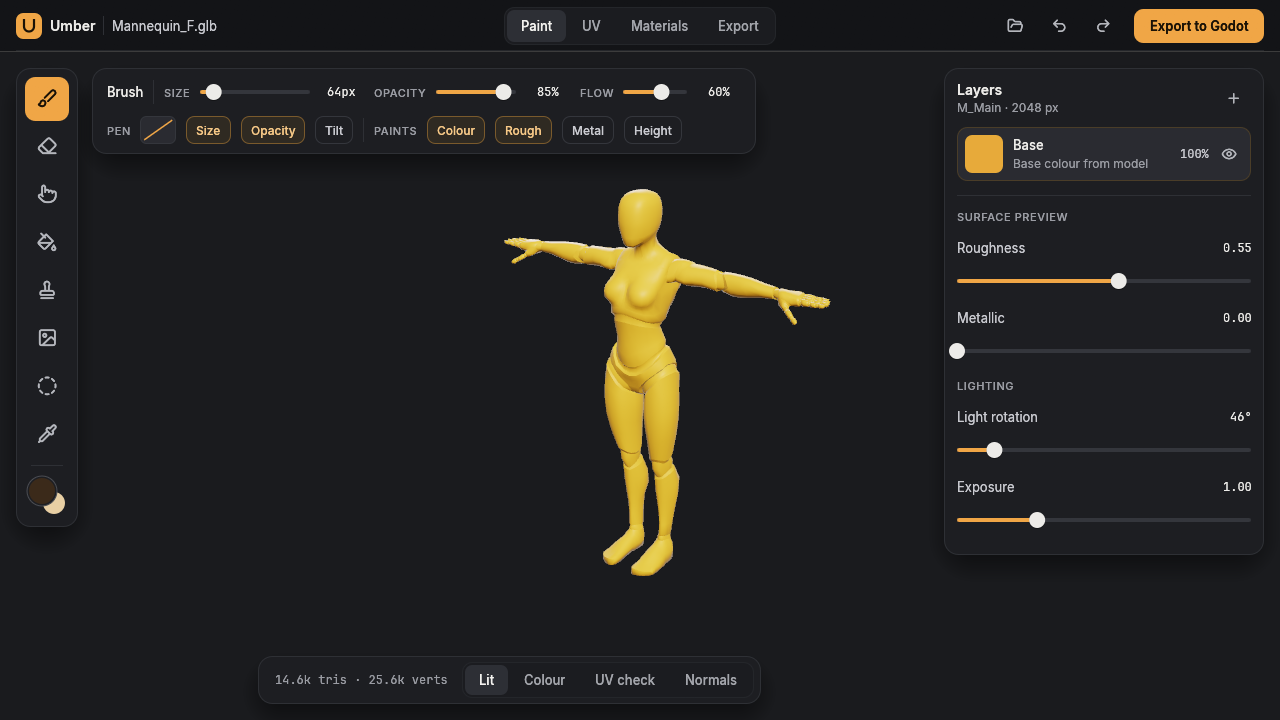 Umber
Mannequin_F.glb
Paint
UV
Materials
Export
Export to Godot
Brush
SIZE
64px
OPACITY
85%
FLOW
60%
PEN
Size
Opacity
Tilt
PAINTS
Colour
Rough
Metal
Height
Layers
M_Main · 2048 px
Base
Base colour from model
100%
SURFACE PREVIEW
Roughness
0.55
Metallic
0.00
LIGHTING
Light rotation
46°
Exposure
1.00
14.6k tris · 25.6k verts
Lit
Colour
UV check
Normals